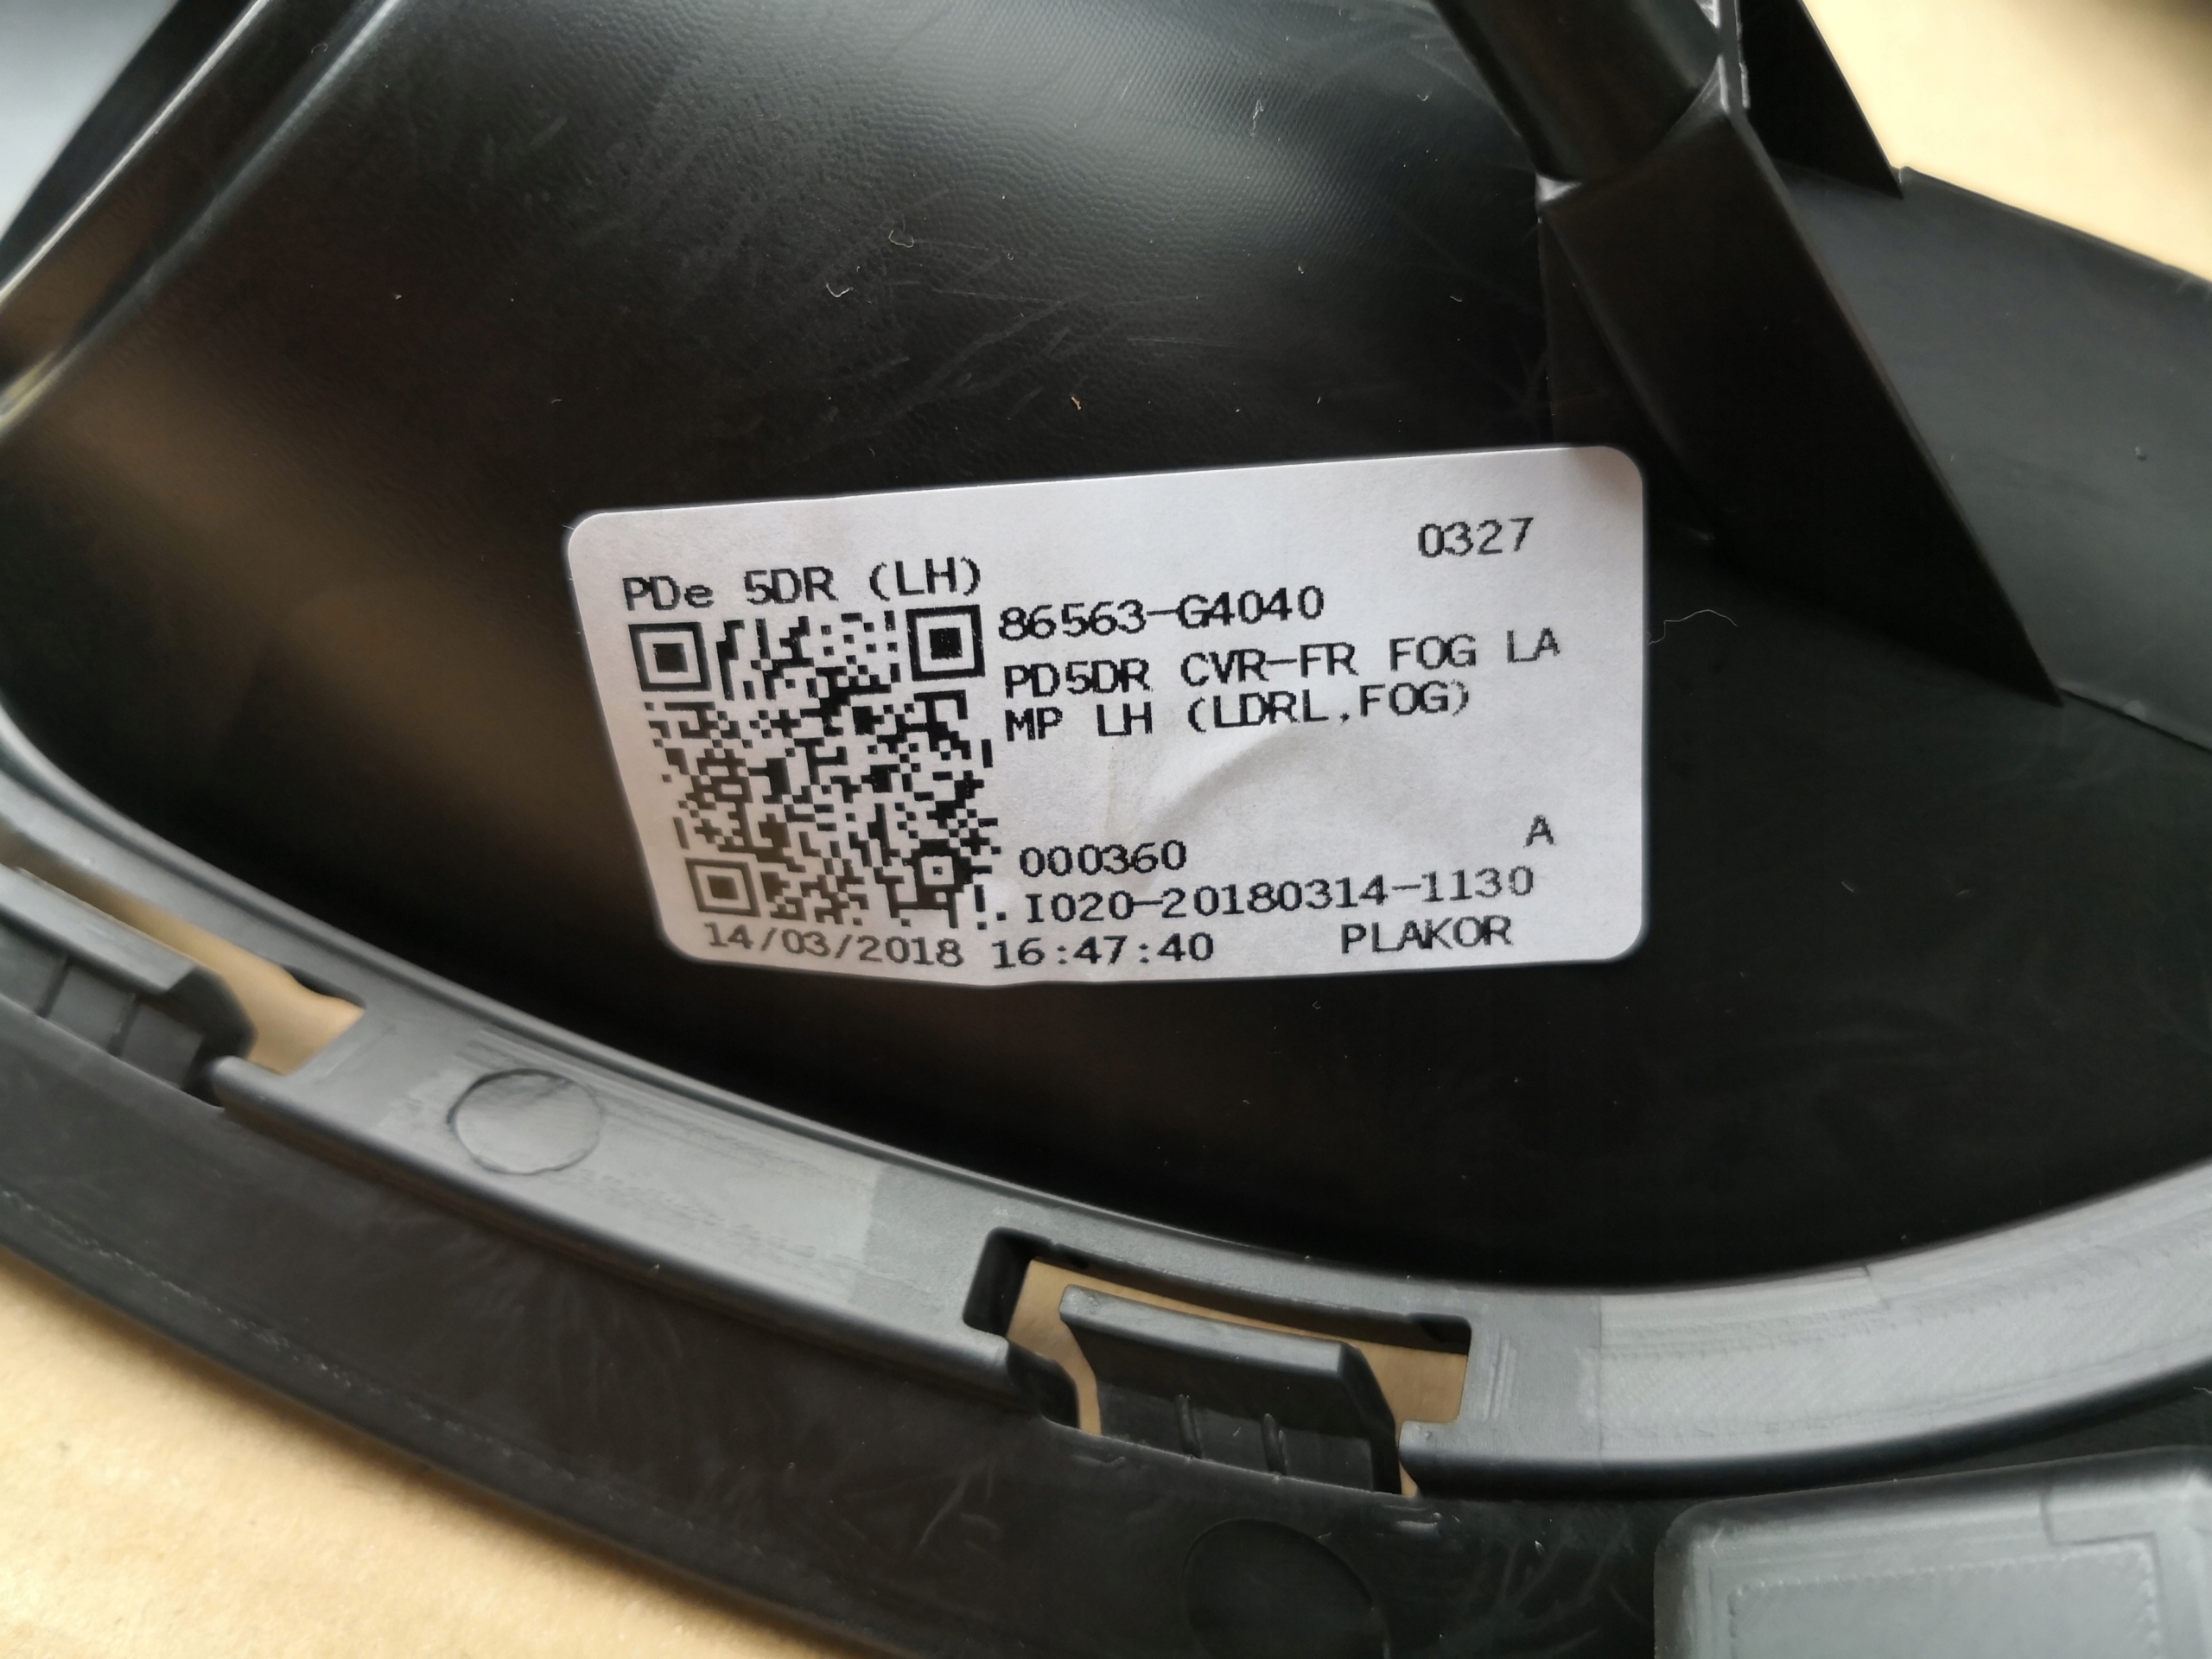 0327
PDe 5DR (LH)
86563-G4040
PD5DR CVR-FR FOG LA
MP LH (LDRL,FOG)
A
000360
I020-20180314-1130
14/03/2018 16:47:40 PLAKOR